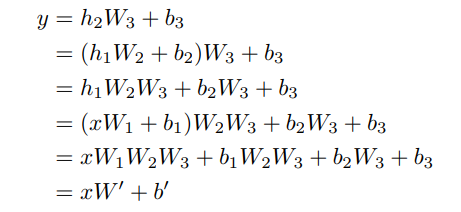 y = h₂W₃ + b₃
= (h₁W₂ + b₂)W₃ + b₃
= h₁W₂W₃ + b₂W₃ + b₃
= (xW₁ + b₁)W₂W₃ + b₂W₃ + b₃
= xW₁W₂W₃ + b₁W₂W₃ + b₂W₃ + b₃
= xW′ + b′